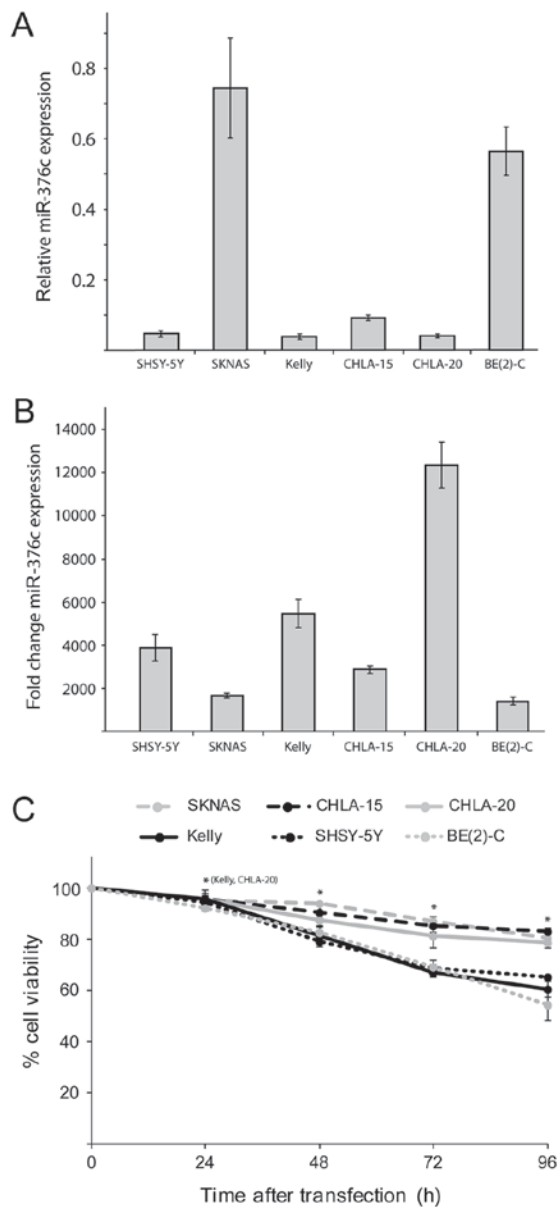 A
Relative miR-376c expression
0.8
0.6
0.4
0.2
SHSY-5Y SKNAS Kelly CHLA-15 CHLA-20 BE(2)-C
B
Fold change miR-376c expression
14000
12000
10000
8000
6000
4000
2000
SHSY-5Y SKNAS Kelly CHLA-15 CHLA-20 BE(2)-C
C
SKNAS CHLA-15 CHLA-20
Kelly SHSY-5Y BE(2)-C
% cell viability
100
80
60
40
20
* (Kelly, CHLA-20)
* * *
0 24 48 72 96
Time after transfection (h)